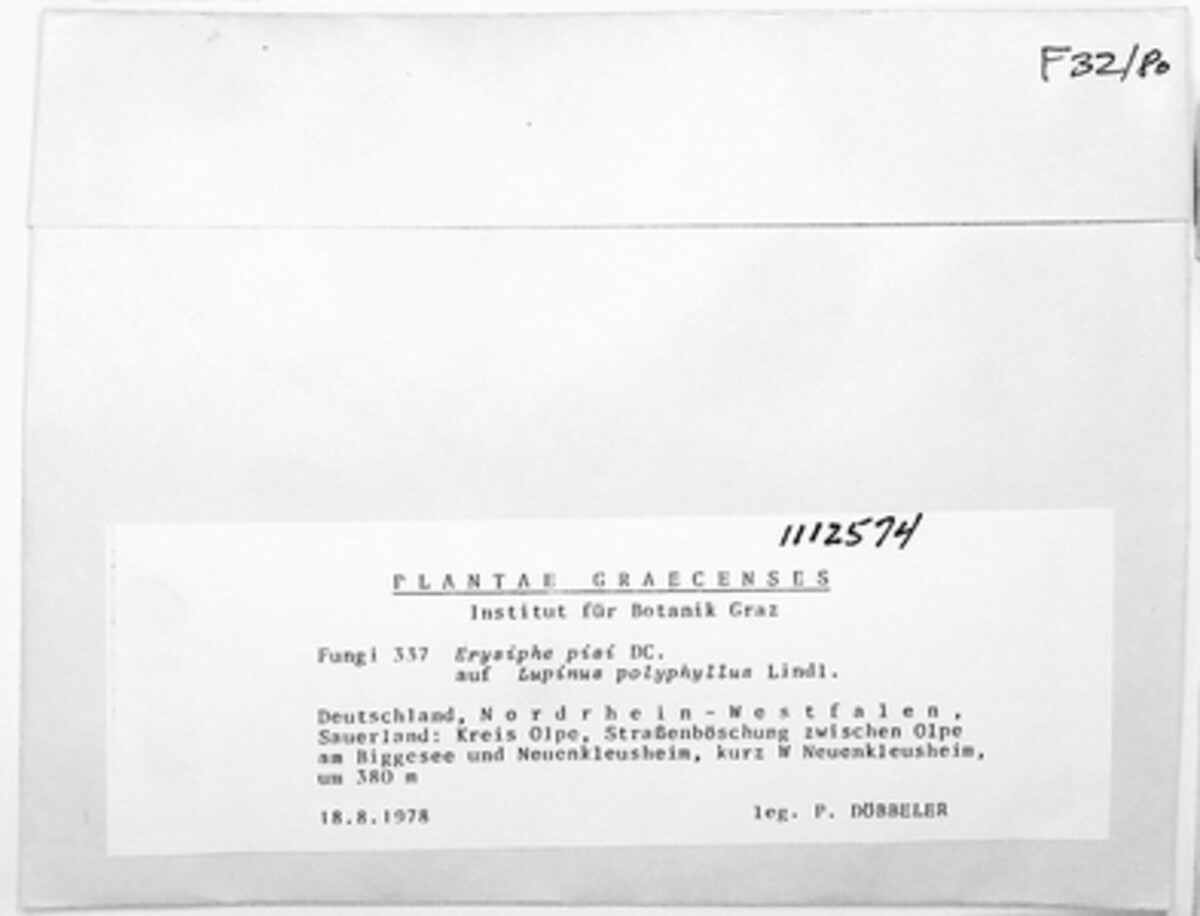 F32/80
1112574
PLANTAE GRAECENSES
Institut für Botanik Graz
Fungi 337 Erysiphe pisi DC.
auf Lupinus polyphyllus Lindl.
Deutschland, Nordrhein-Westfalen,
Sauerland: Kreis Olpe, Straßenböschung zwischen Olpe
am Biggesee und Neuenkleusheim, kurz W Neuenkleusheim,
um 380 m
18.8.1978 leg. P. DÖBBELER